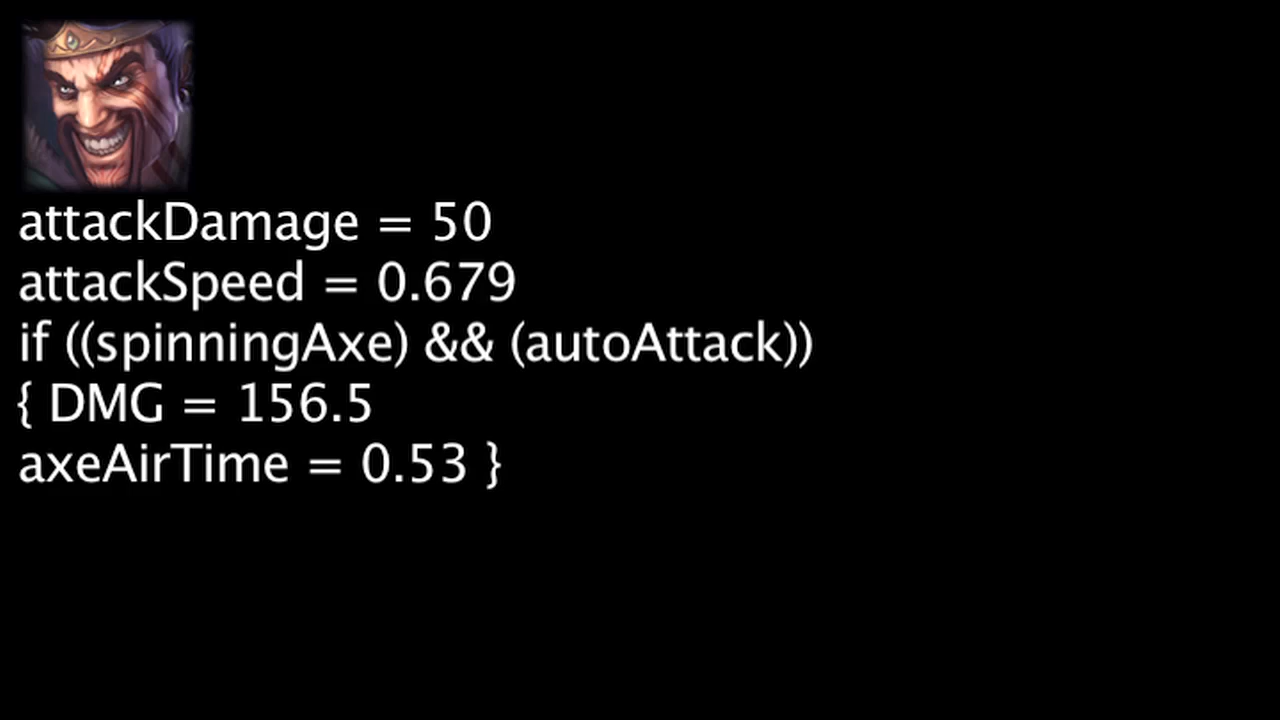 attackDamage = 50
attackSpeed = 0.679
if ((spinningAxe) && (autoAttack))
{ DMG = 156.5
axeAirTime = 0.53 }